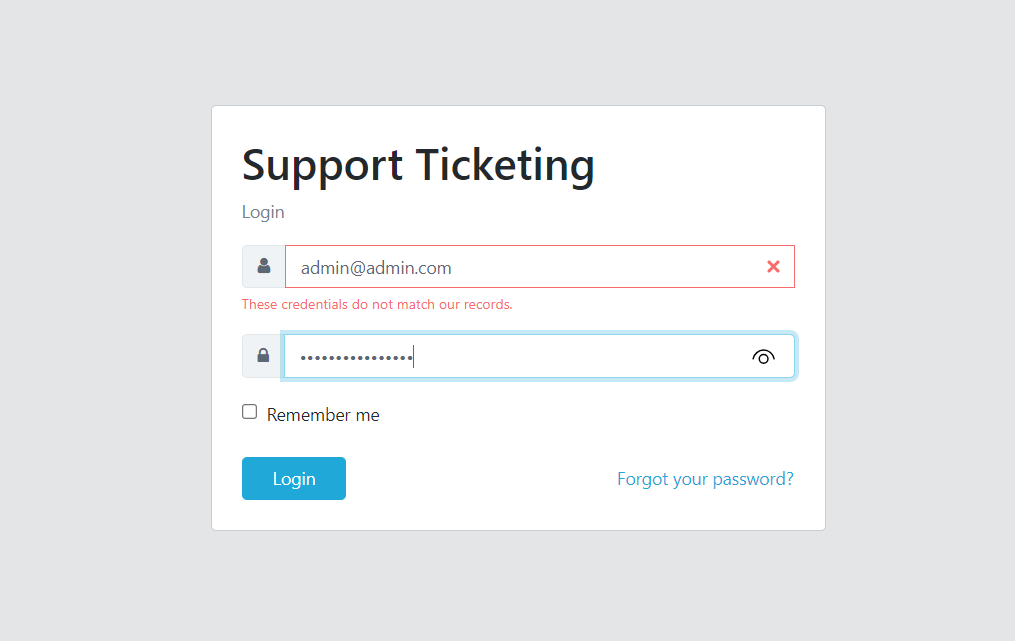 Support Ticketing
Login
admin@admin.com
These credentials do not match our records.
••••••••••••••••
Remember me
Login
Forgot your password?